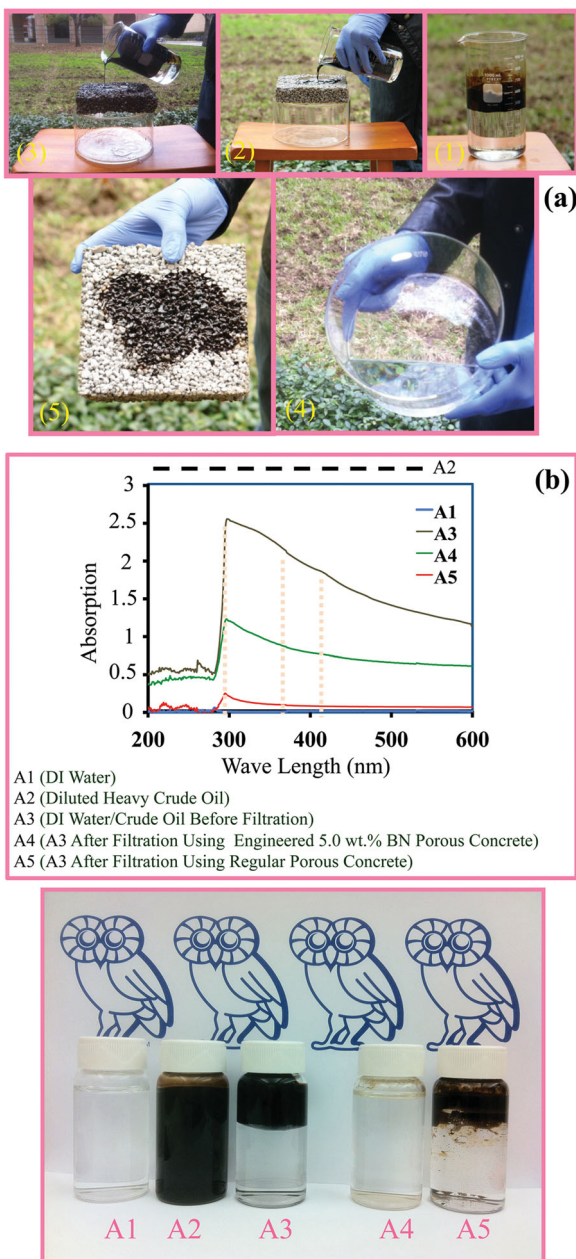 (3)
(2)
(1)
(a)
(5)
(4)
A2
(b)
3
2.5
2
1.5
1
0.5
0
Absorption
A1
A3
A4
A5
200 300 400 500 600
Wave Length (nm)
A1 (DI Water)
A2 (Diluted Heavy Crude Oil)
A3 (DI Water/Crude Oil Before Filtration)
A4 (A3 After Filtration Using Engineered 5.0 wt.% BN Porous Concrete)
A5 (A3 After Filtration Using Regular Porous Concrete)
A1 A2 A3 A4 A5